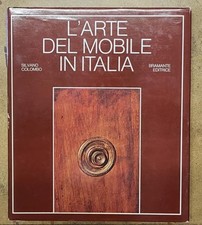 L'ARTE
DEL MOBILE
IN ITALIA
SILVANO
COLOMBO
BRAMANTE
EDITRICE